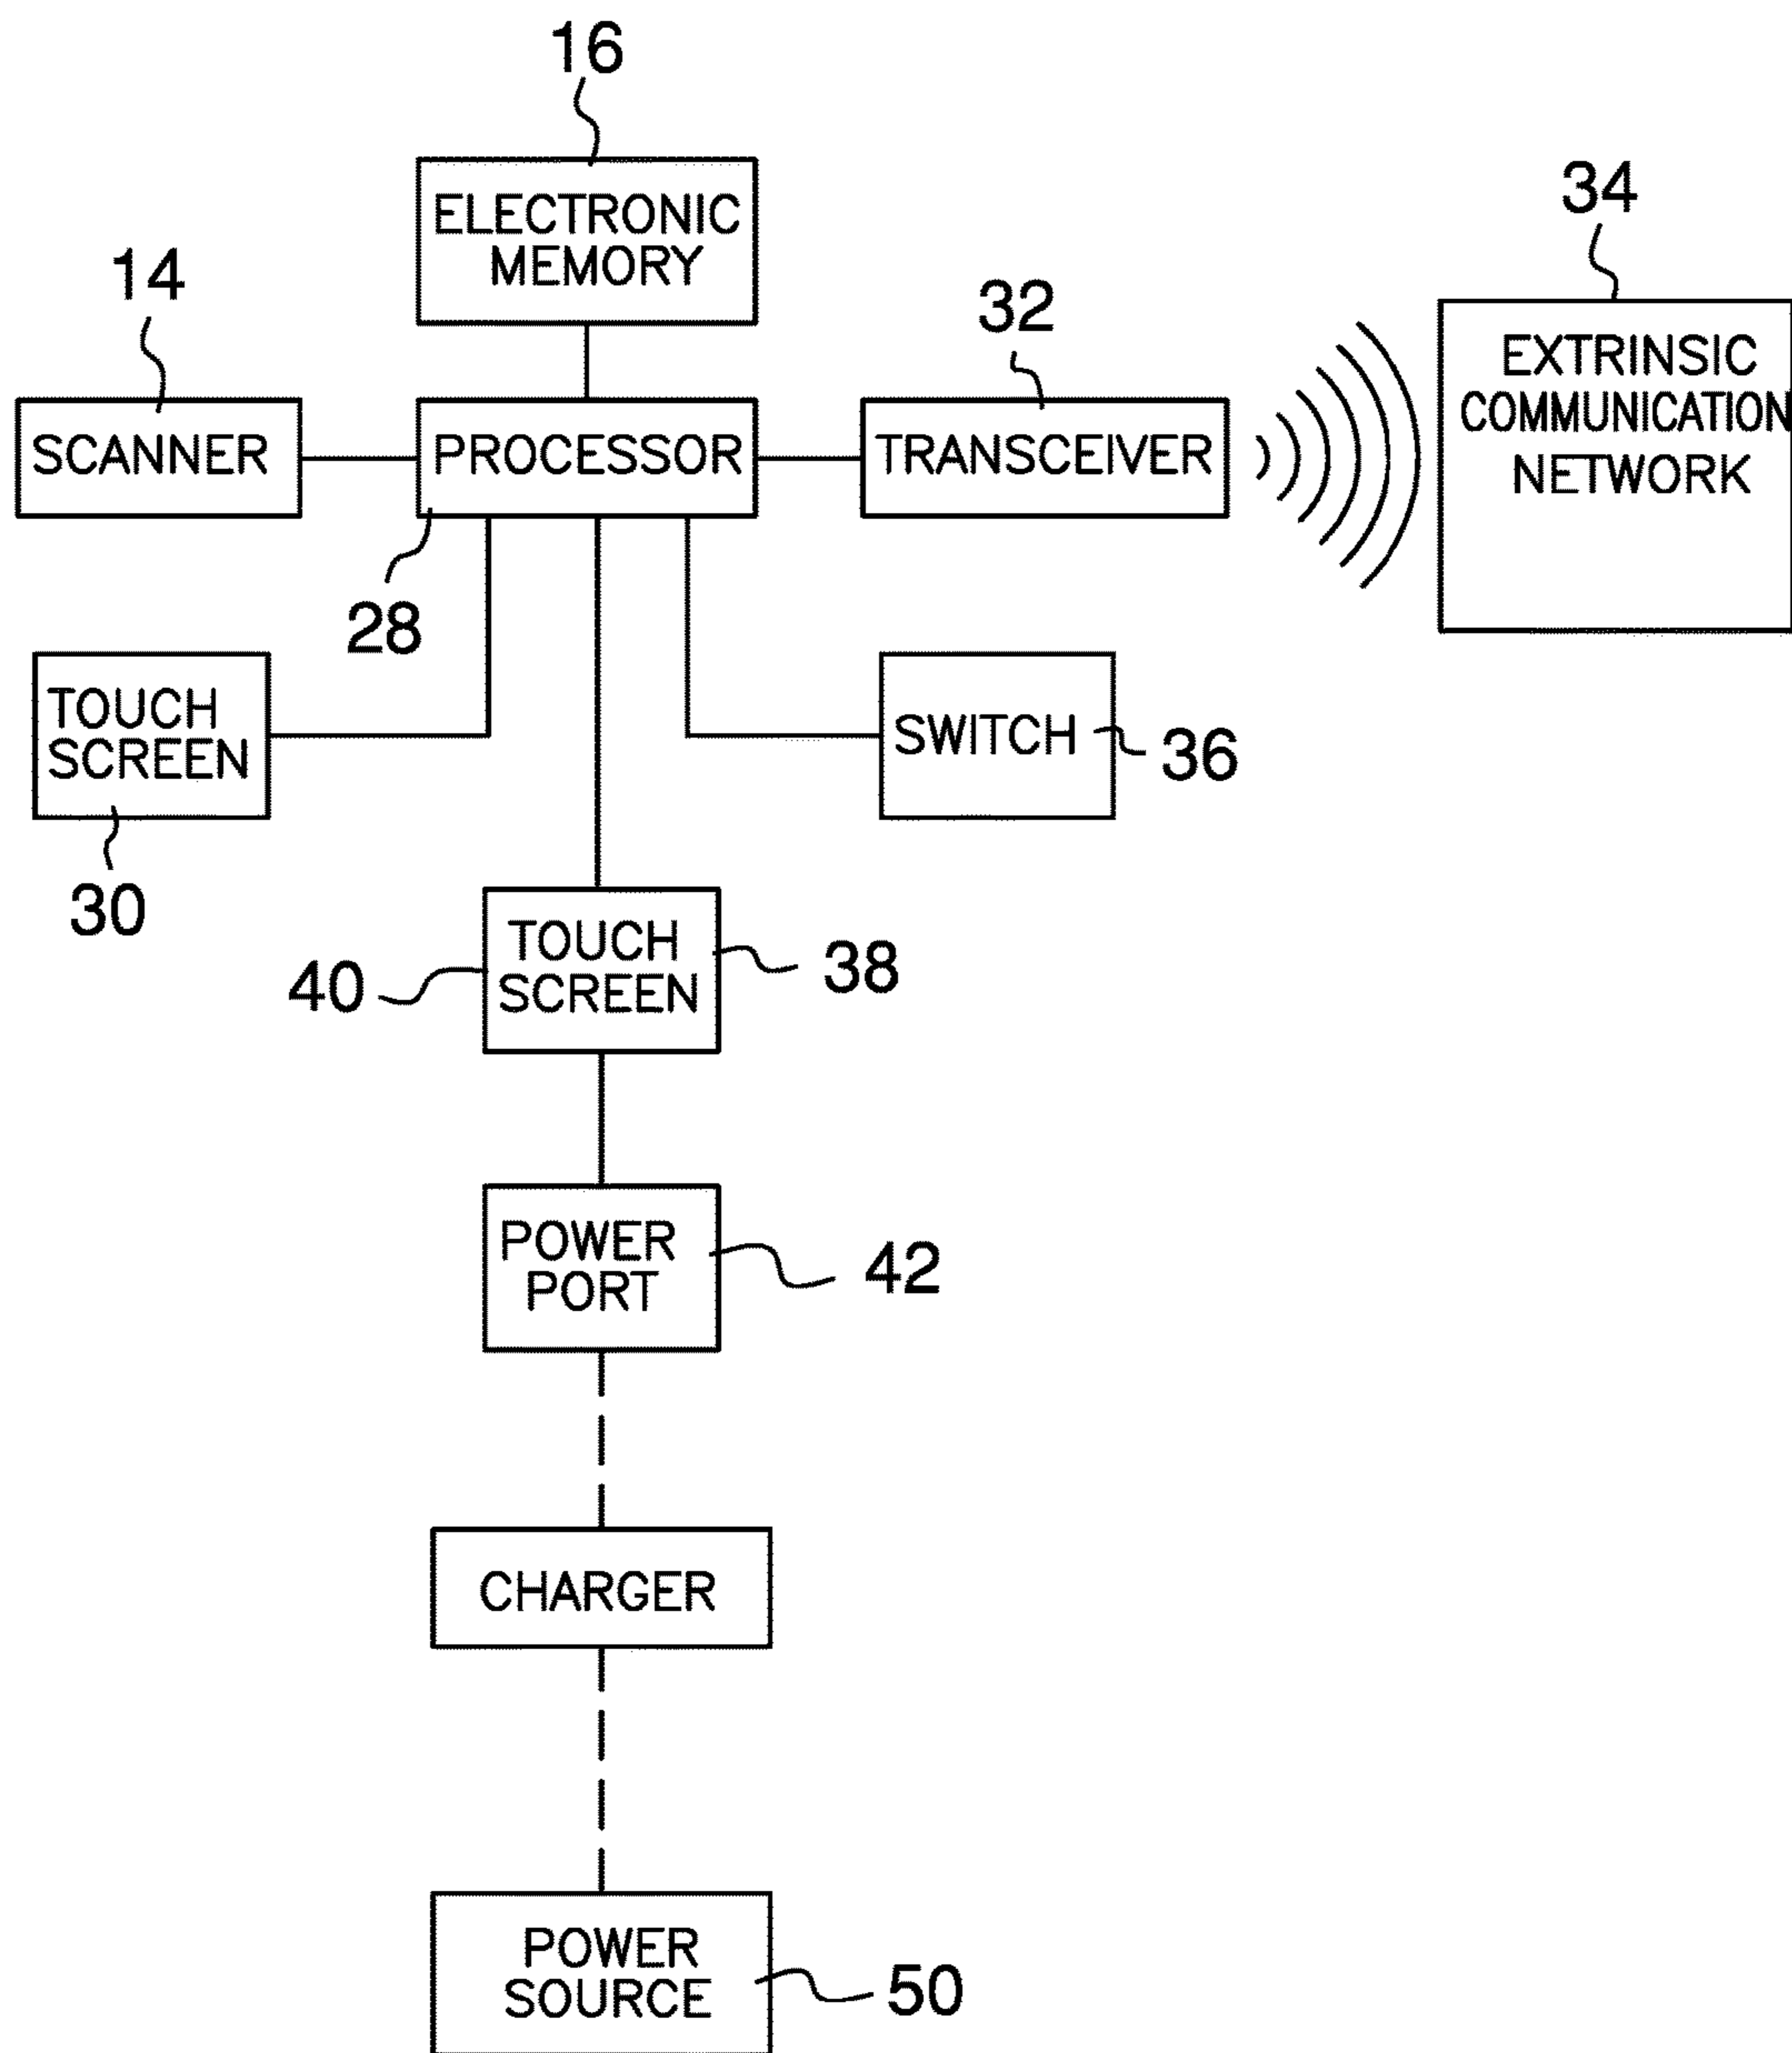 16
ELECTRONIC
MEMORY
14
SCANNER
PROCESSOR
28
32
TRANSCEIVER
34
EXTRINSIC
COMMUNICATION
NETWORK
TOUCH
SCREEN
30
SWITCH
36
40
TOUCH
SCREEN
38
POWER
PORT
42
CHARGER
POWER
SOURCE
50